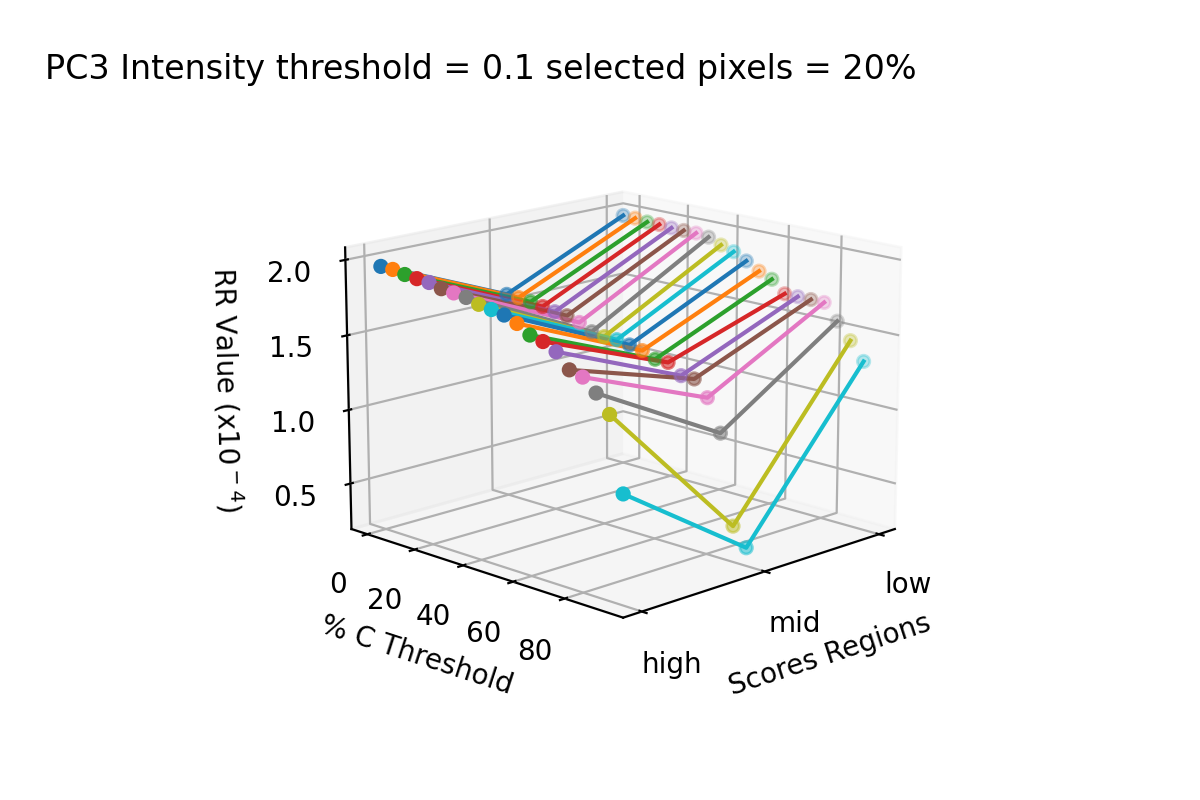 PC3 Intensity threshold = 0.1 selected pixels = 20%
RR Value (x10⁻⁴)
2.0
1.5
1.0
0.5
0
20
40
60
80
% C Threshold
high
mid
low
Scores Regions